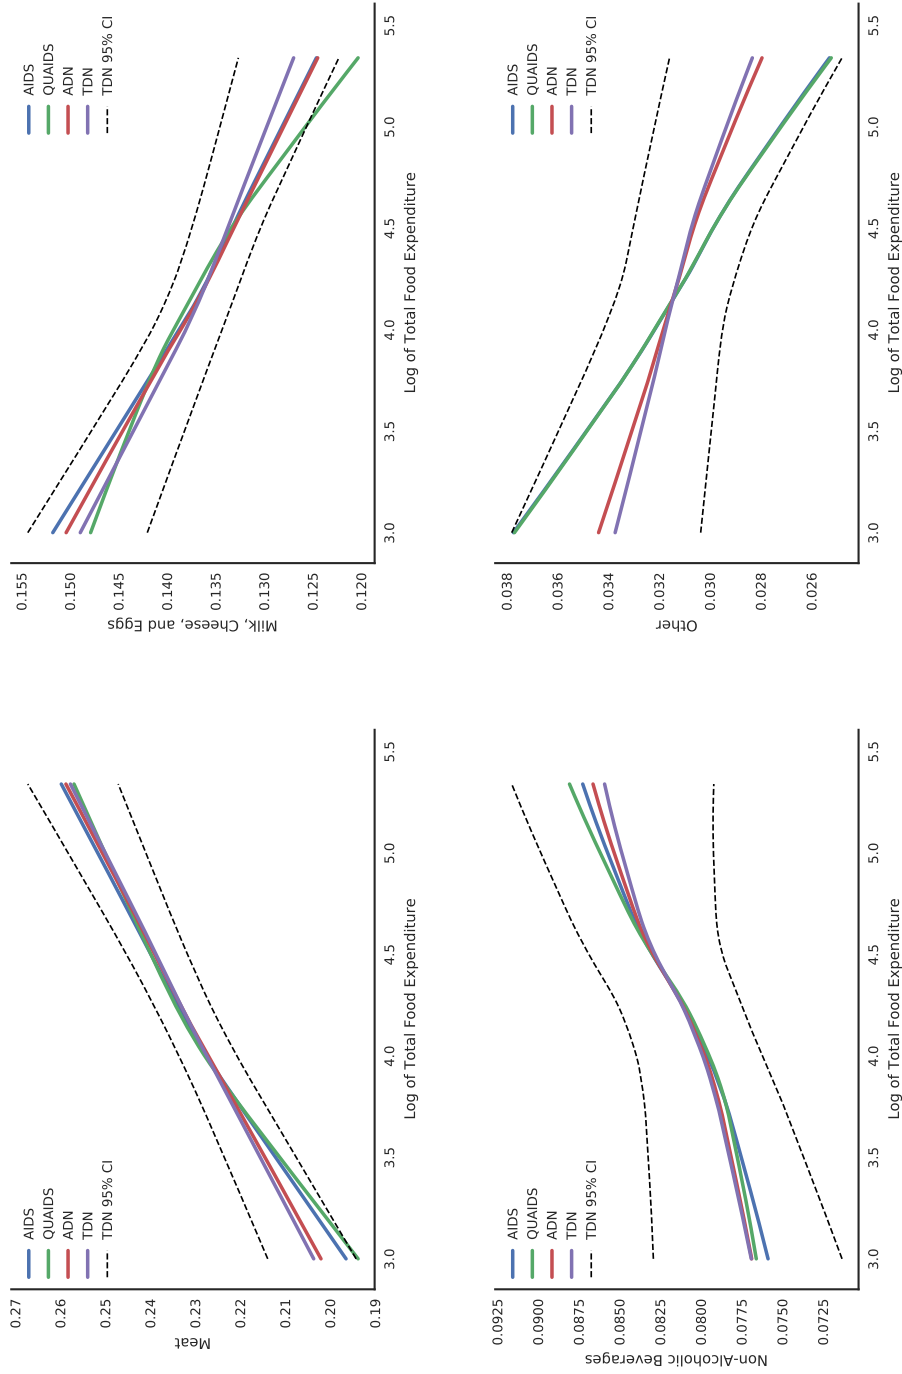 Meat
0.27
0.26
0.25
0.24
0.23
0.22
0.21
0.20
0.19
AIDS
QUAIDS
ADN
TDN
TDN 95% CI
3.0 3.5 4.0 4.5 5.0 5.5
Log of Total Food Expenditure
Milk, Cheese, and Eggs
0.155
0.150
0.145
0.140
0.135
0.130
0.125
0.120
AIDS
QUAIDS
ADN
TDN
TDN 95% CI
3.0 3.5 4.0 4.5 5.0 5.5
Log of Total Food Expenditure
Non-Alcoholic Beverages
0.0925
0.0900
0.0875
0.0850
0.0825
0.0800
0.0775
0.0750
0.0725
AIDS
QUAIDS
ADN
TDN
TDN 95% CI
3.0 3.5 4.0 4.5 5.0 5.5
Log of Total Food Expenditure
Other
0.038
0.036
0.034
0.032
0.030
0.028
0.026
AIDS
QUAIDS
ADN
TDN
TDN 95% CI
3.0 3.5 4.0 4.5 5.0 5.5
Log of Total Food Expenditure